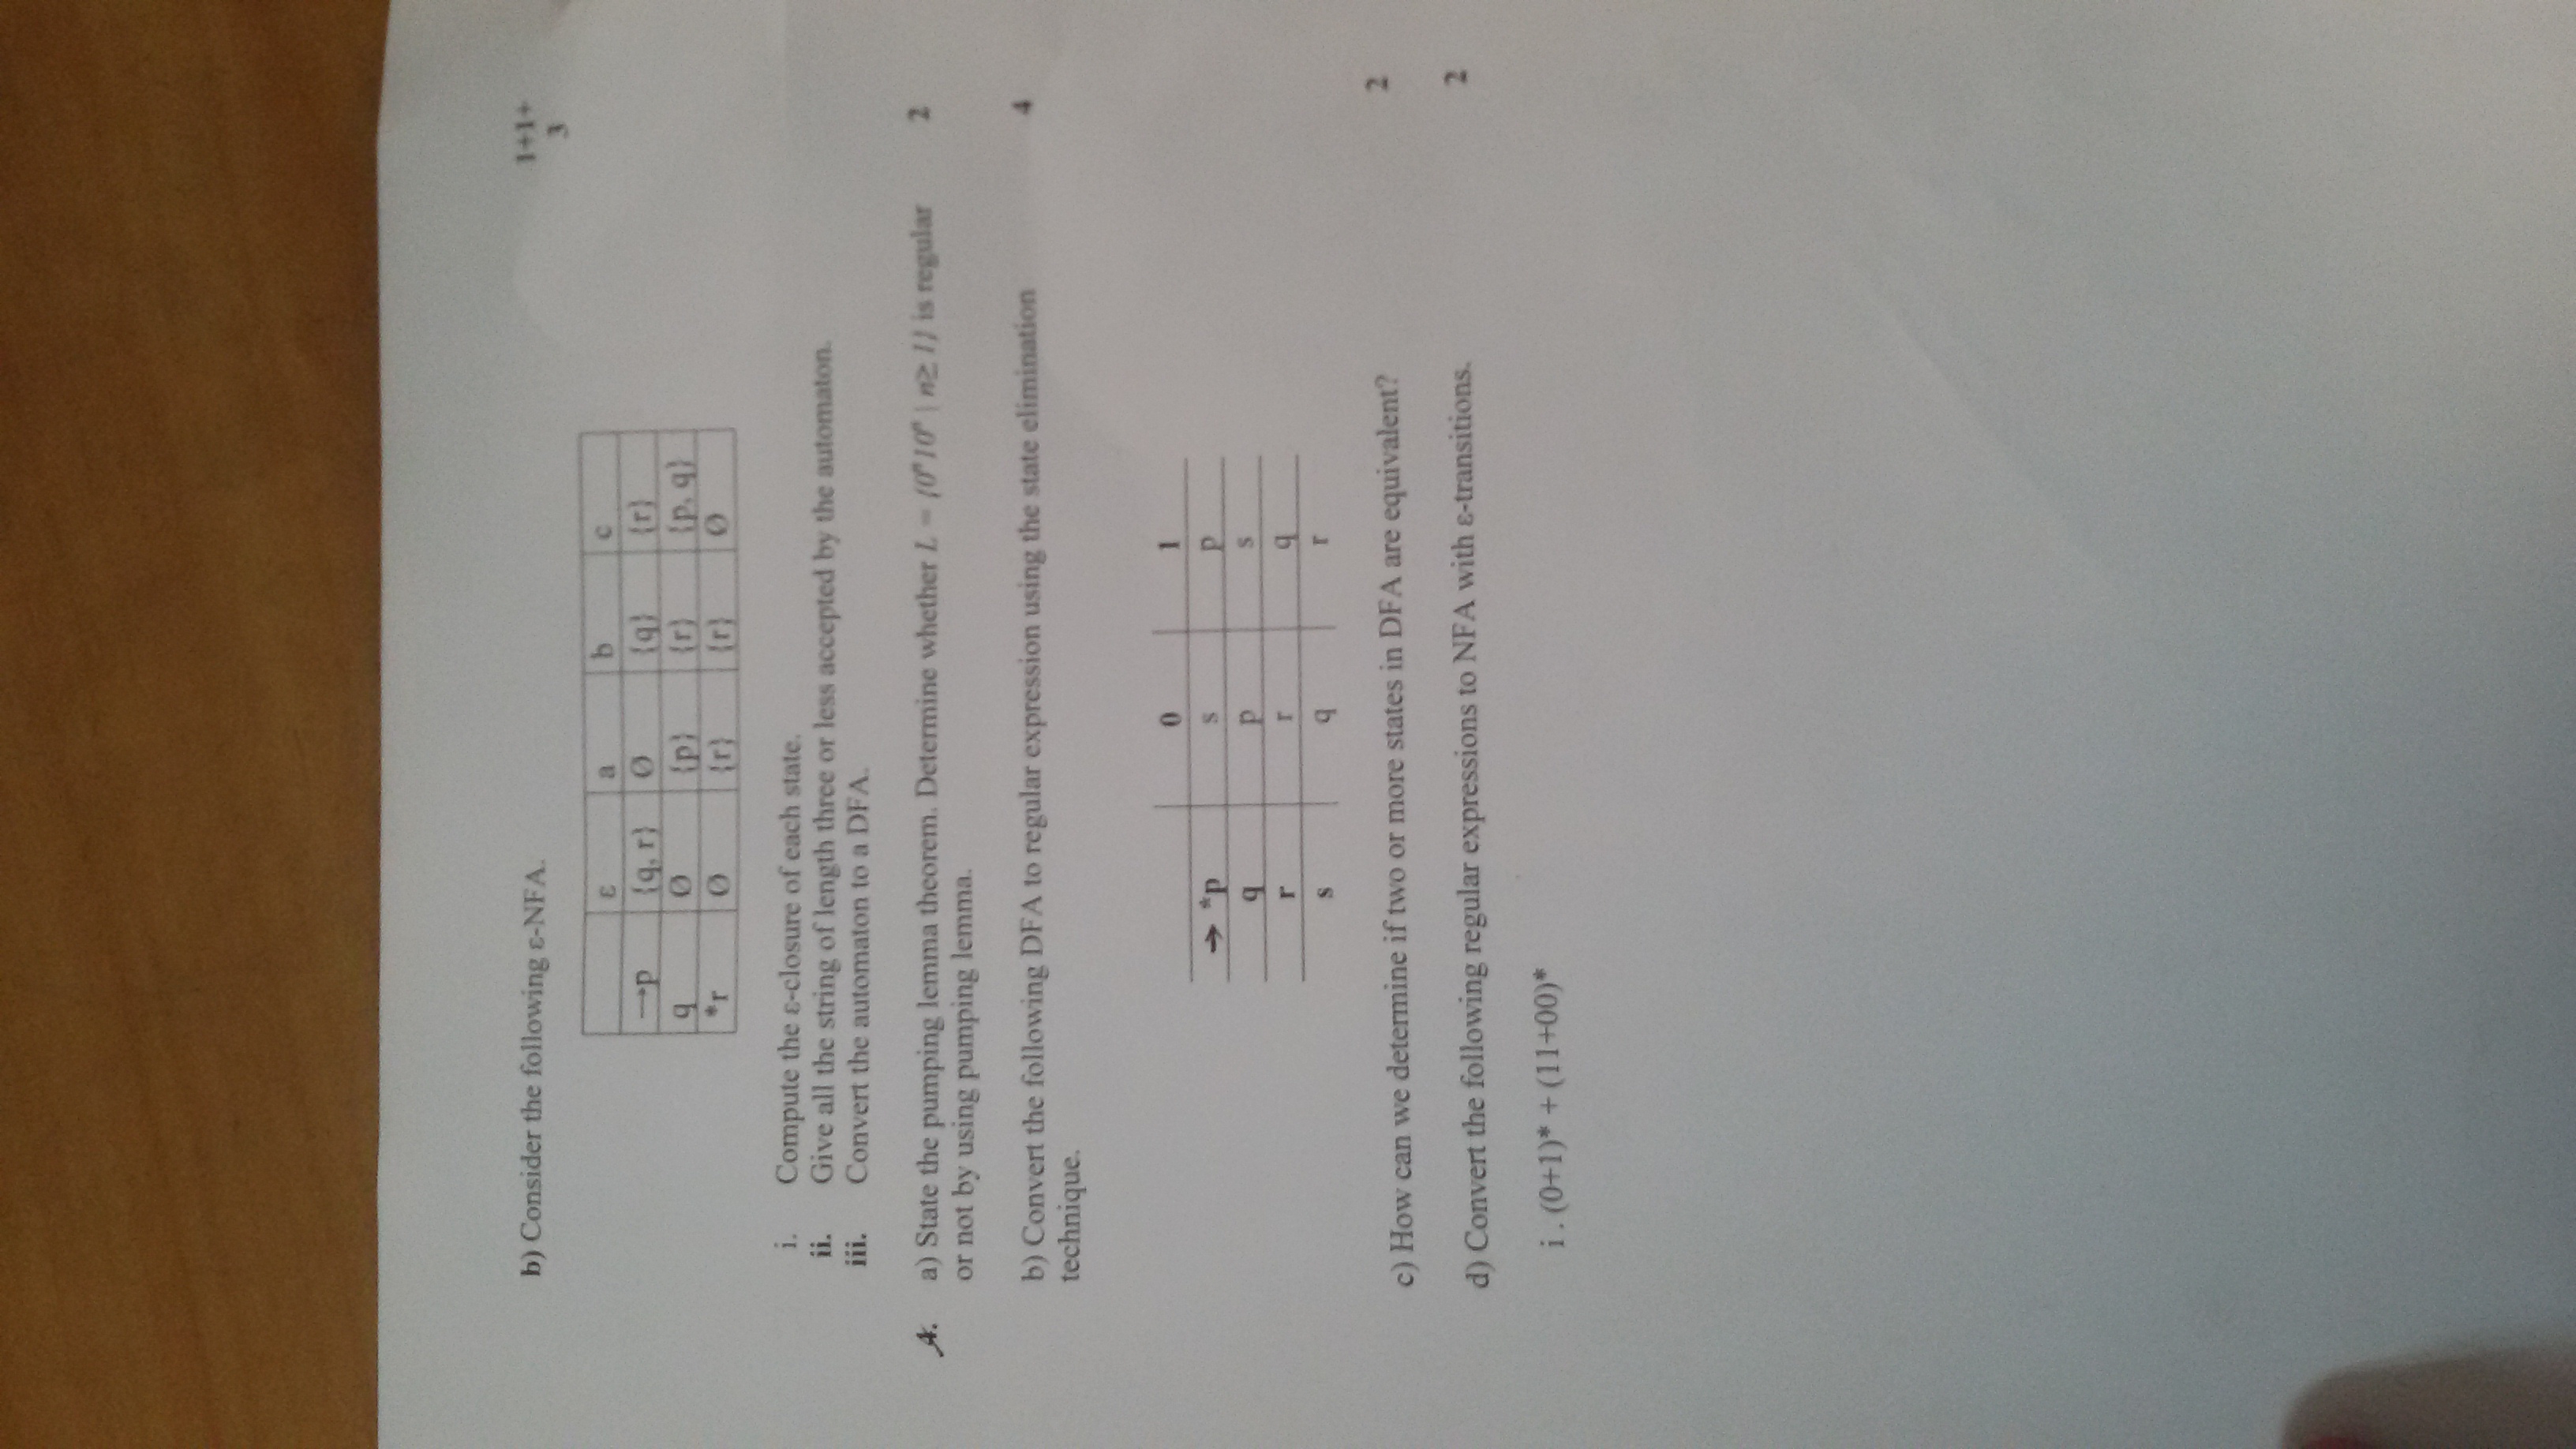 b) Consider the following ε-NFA. 1+1+
3
ε a b c
→p {q, r} Ø {q} {r}
q Ø {p} {r} {p, q}
*r Ø {r} {r} Ø
i. Compute the ε-closure of each state.
ii. Give all the string of length three or less accepted by the automaton.
iii. Convert the automaton to a DFA.
4. a) State the pumping lemma theorem. Determine whether L = {0ⁿ10ⁿ | n≥ 1} is regular 2
or not by using pumping lemma.
b) Convert the following DFA to regular expression using the state elimination 4
technique.
0 1
→ *p s p
q p s
r r q
s q r
c) How can we determine if two or more states in DFA are equivalent? 2
d) Convert the following regular expressions to NFA with ε-transitions. 2
i . (0+1)* + (11+00)*